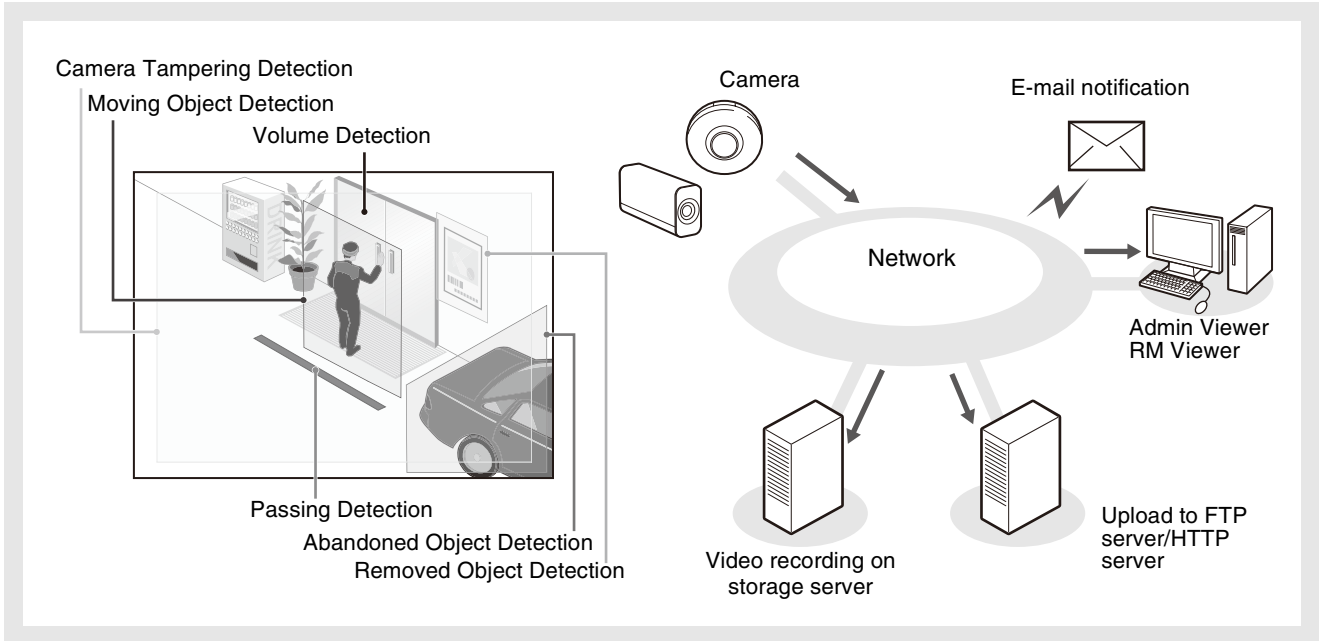 Camera Tampering Detection
Moving Object Detection
Volume Detection
Passing Detection
Abandoned Object Detection
Removed Object Detection
Camera
E-mail notification
Network
Admin Viewer
RM Viewer
Video recording on
storage server
Upload to FTP
server/HTTP
server